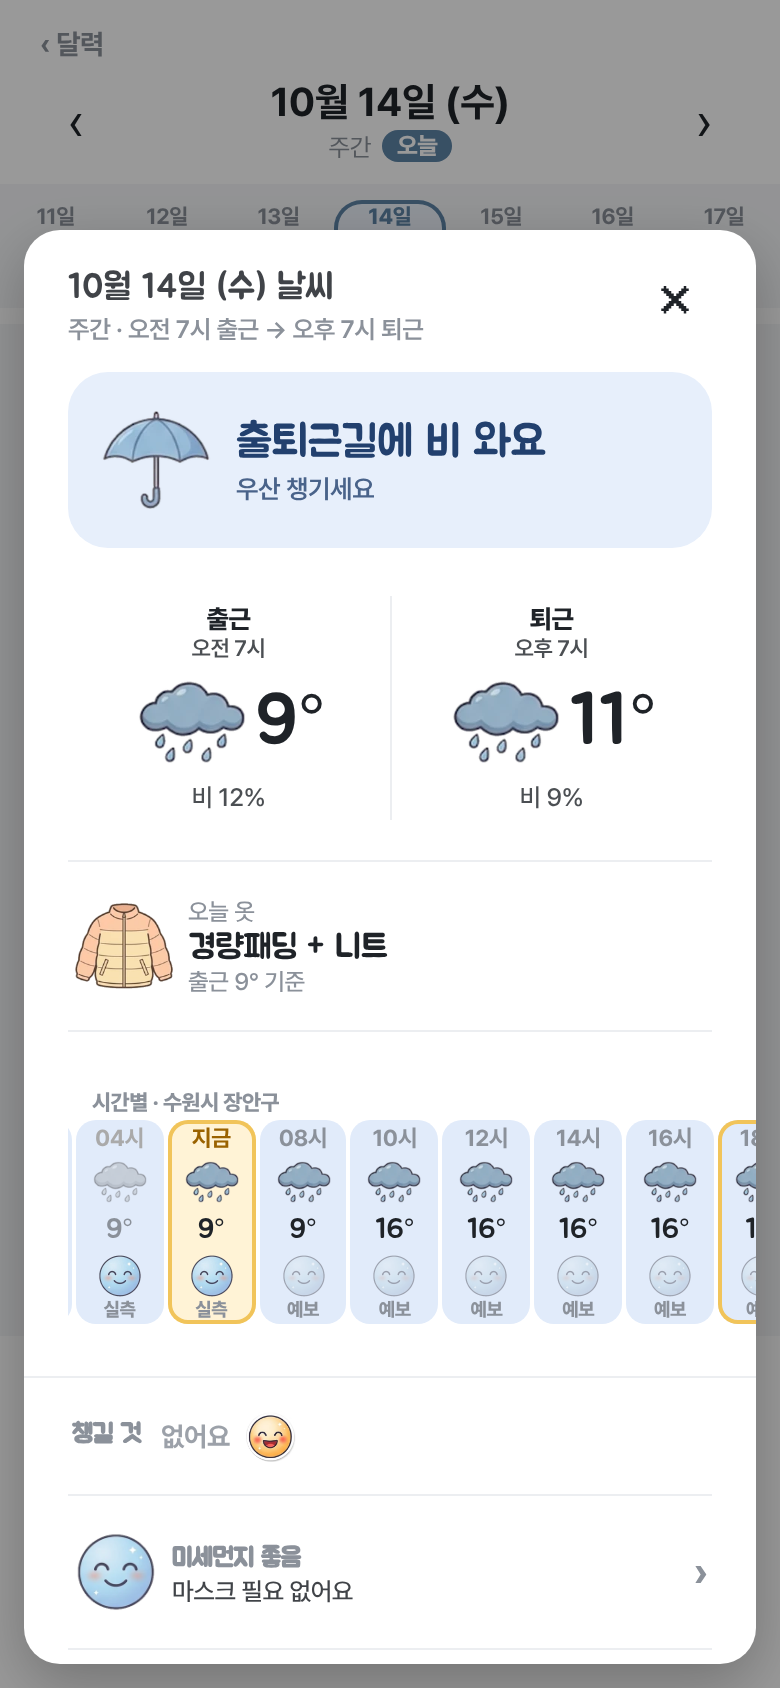 ‹ 달력
‹ 10월 14일 (수) ›
주간 오늘
11일 12일 13일 14일 15일 16일 17일
10월 14일 (수) 날씨
주간 · 오전 7시 출근 → 오후 7시 퇴근
출퇴근길에 비 와요
우산 챙기세요
출근
오전 7시
9°
비 12%
퇴근
오후 7시
11°
비 9%
오늘 옷
경량패딩 + 니트
출근 9° 기준
시간별 · 수원시 장안구
04시 지금 08시 10시 12시 14시 16시
9° 9° 9° 16° 16° 16° 16°
실측 실측 예보 예보 예보 예보 예보
챙길 것 없어요
미세먼지 좋음
마스크 필요 없어요 ›